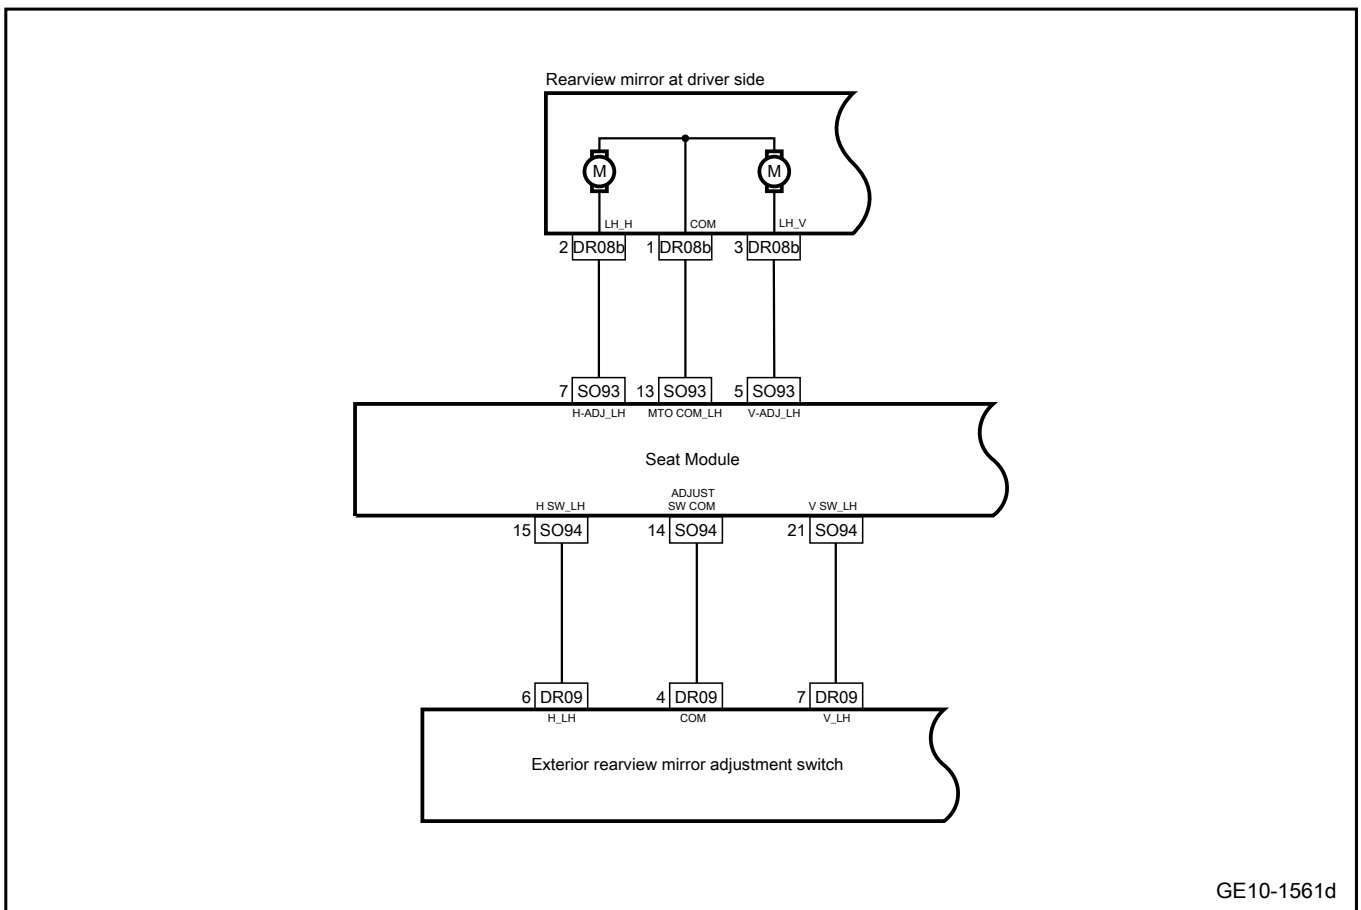 Rearview mirror at driver side
M M
LH_H COM LH_V
2 DR08b 1 DR08b 3 DR08b
7 SO93 13 SO93 5 SO93
H-ADJ_LH MTO COM_LH V-ADJ_LH
Seat Module
ADJUST
H SW_LH SW COM V SW_LH
15 SO94 14 SO94 21 SO94
6 DR09 4 DR09 7 DR09
H_LH COM V_LH
Exterior rearview mirror adjustment switch
GE10-1561d